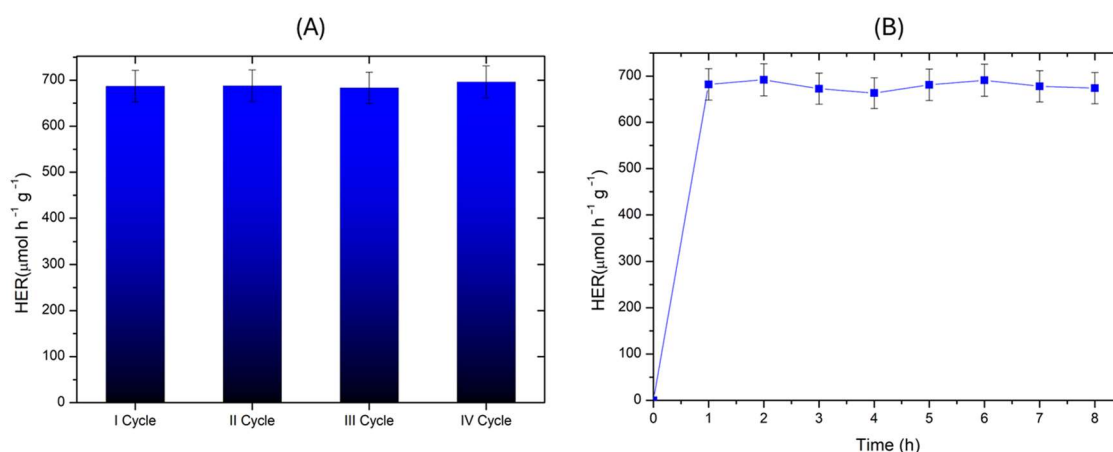 (A)
HER(μmol h⁻¹ g⁻¹)
700
600
500
400
300
200
100
0
I Cycle
II Cycle
III Cycle
IV Cycle
(B)
HER(μmol h⁻¹ g⁻¹)
700
600
500
400
300
200
100
0
0 1 2 3 4 5 6 7 8
Time (h)